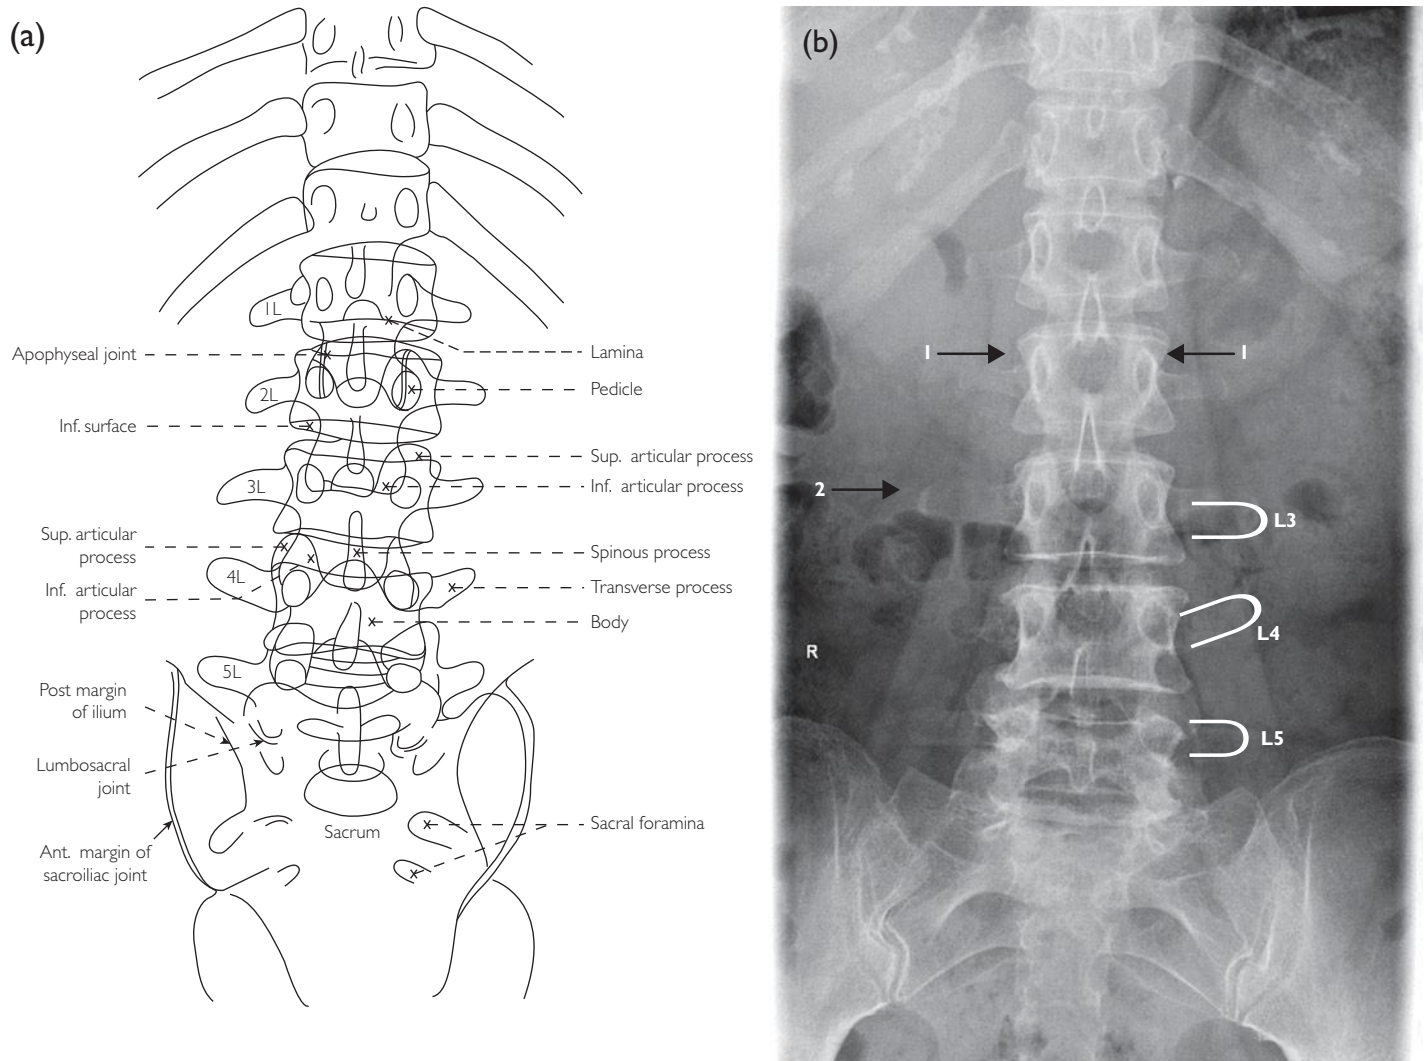 (a)
1L
Apophyseal joint
2L
Inf. surface
3L
Sup. articular
process
4L
Inf. articular
process
5L
Post margin
of ilium
Lumbosacral
joint
Ant. margin of
sacroiliac joint
Sacrum
Lamina
Pedicle
Sup. articular process
Inf. articular process
Spinous process
Transverse process
Body
Sacral foramina
(b)
1
1
2
L3
L4
R
L5